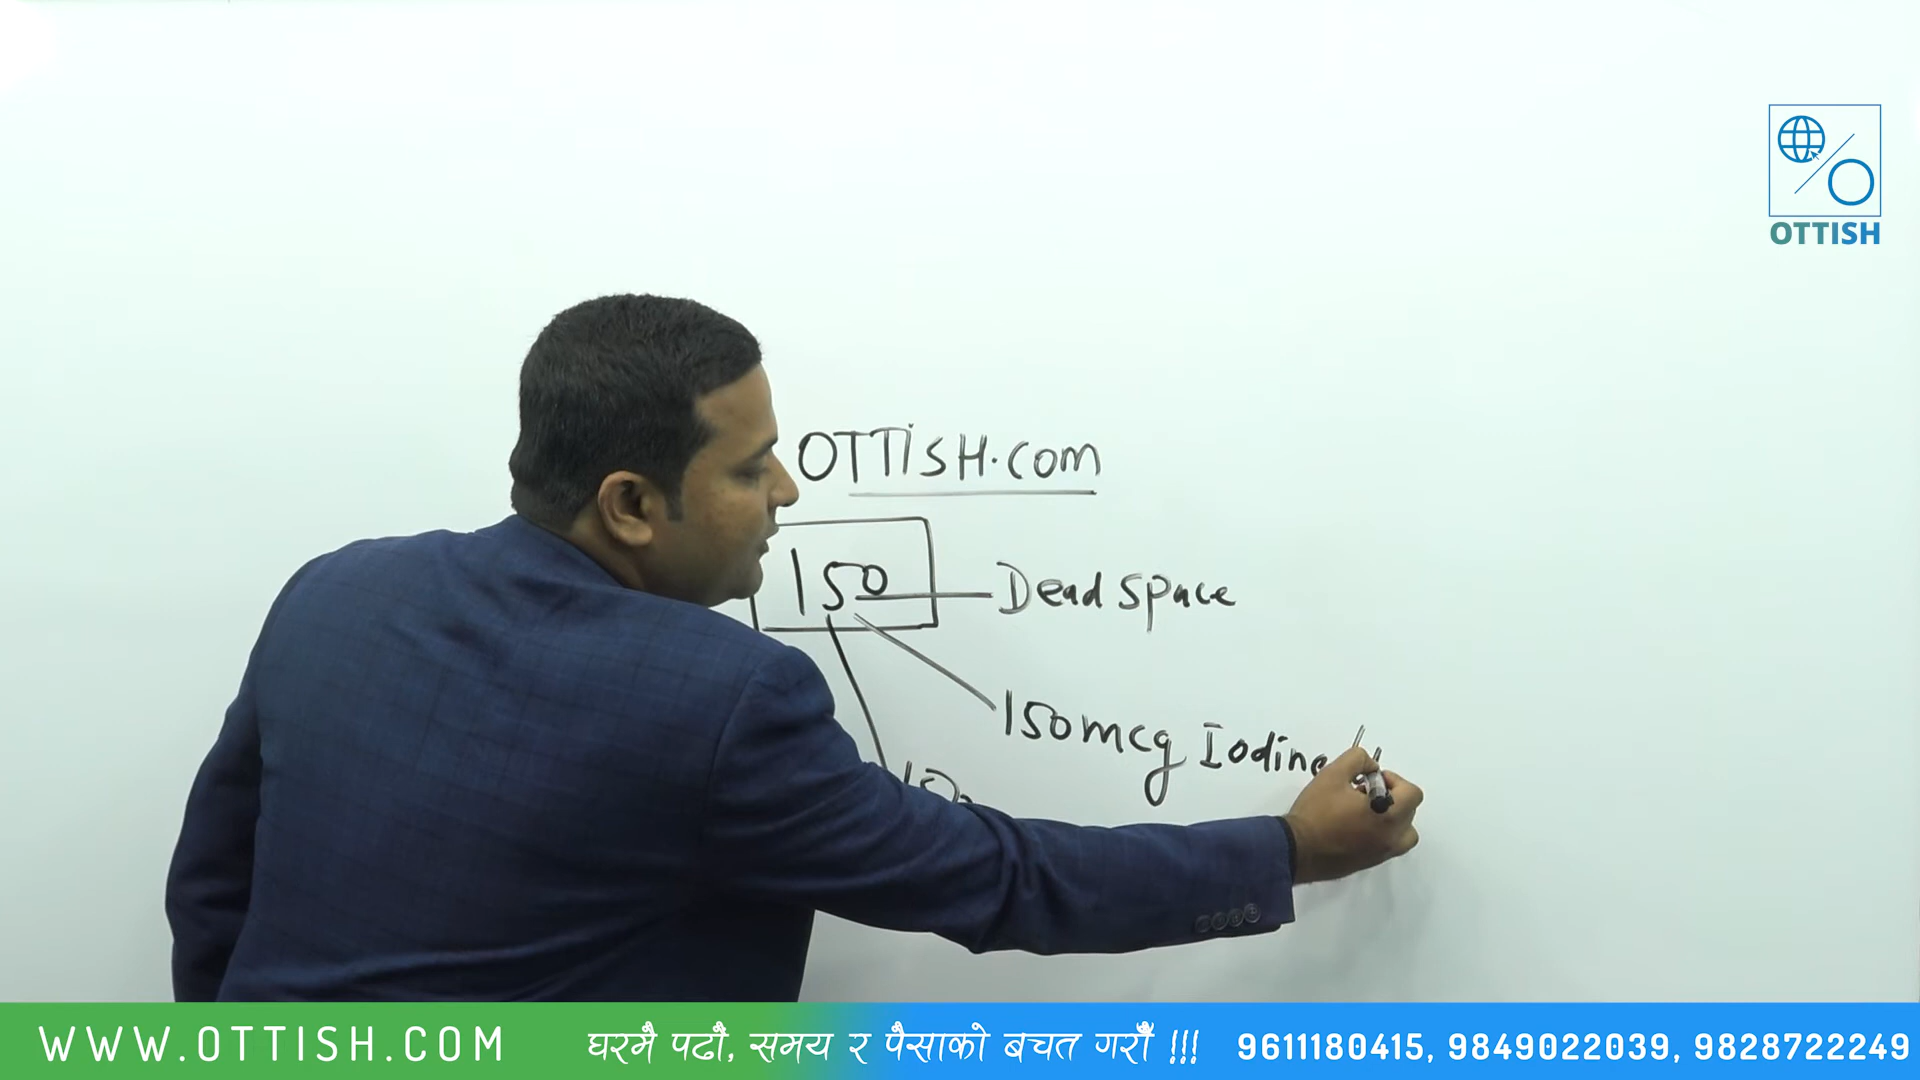 OTTISH
OTTISH.com
150
Dead space
150mcg Iodine
WWW.OTTISH.COM
घरमै पढौं, समय र पैसाको बचत गरौं !!!
9611180415, 9849022039, 9828722249